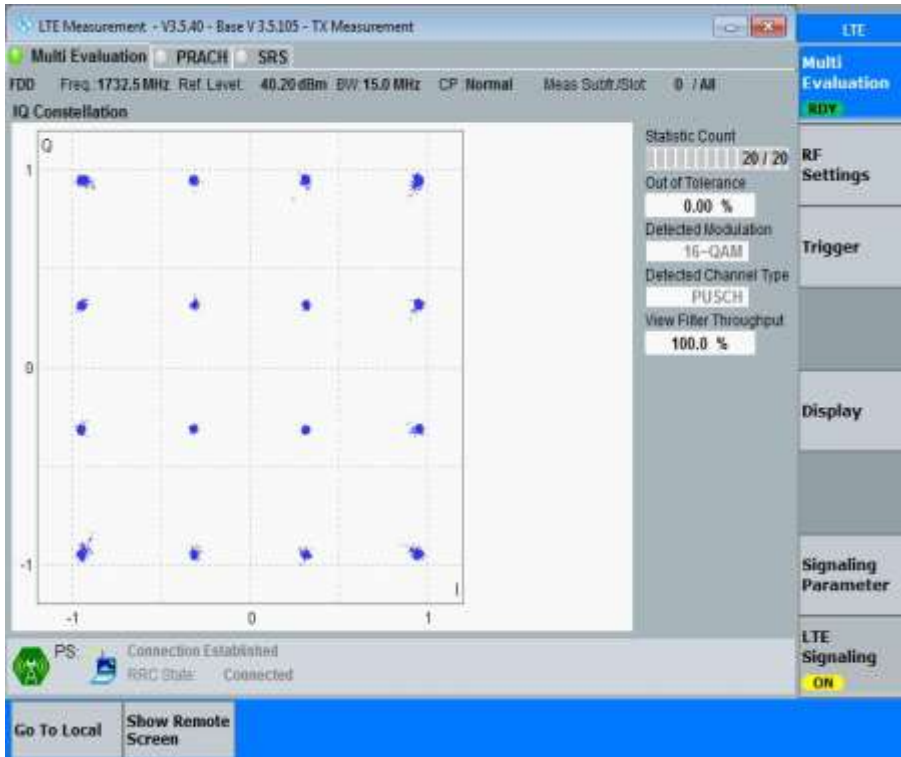 LTE Measurement - V3.5.40 - Base V 3.5.105 - TX Measurement
LTE
Multi Evaluation PRACH SRS
Multi
Evaluation
RDY
FDD Freq.:1732.5 MHz Ref. Level: 40.20 dBm BW:15.0 MHz CP:Normal Meas Subfr./Slot: 0 / All
IQ Constellation
Q
1
0
-1
I
-1 0 1
Statistic Count
20 / 20
Out of Tolerance
0.00 %
Detected Modulation
16-QAM
Detected Channel Type
PUSCH
View Filter Throughput
100.0 %
RF
Settings
Trigger
Display
Signaling
Parameter
LTE
Signaling
ON
PS: Connection Established
RRC State: Connected
Go To Local
Show Remote
Screen